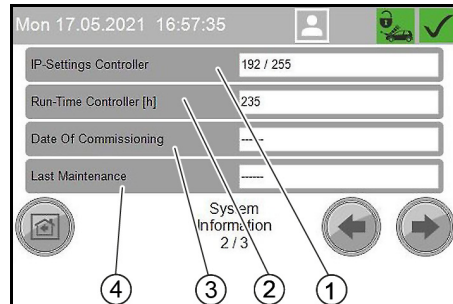 Mon 17.05.2021 16:57:35
IP-Settings Controller 192 / 255
Run-Time Controller [h] 235
Date Of Commissioning ------
Last Maintenance ------
System
Information
2 / 3
4 3 2 1